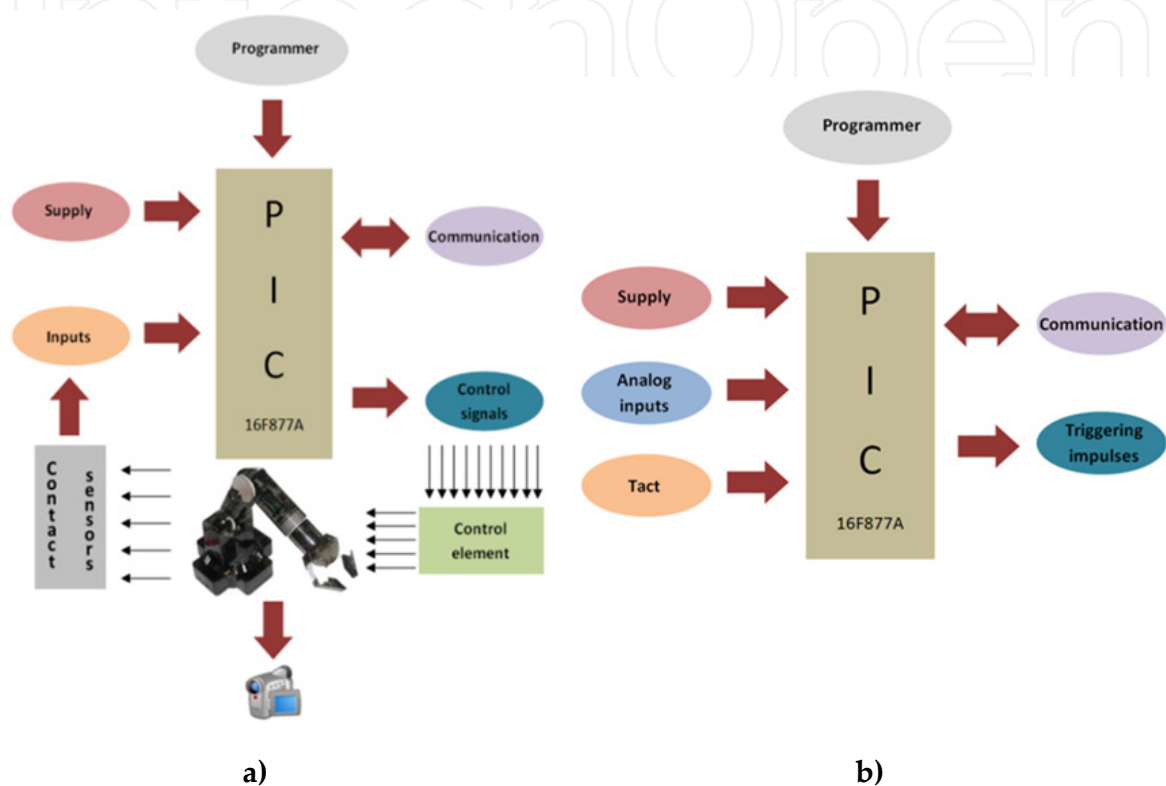 Programmer
Supply
P
I
C
16F877A
Communication
Inputs
Control
signals
Contact
sensors
Control
element
a)
Programmer
Supply
Analog
inputs
Tact
P
I
C
16F877A
Communication
Triggering
impulses
b)